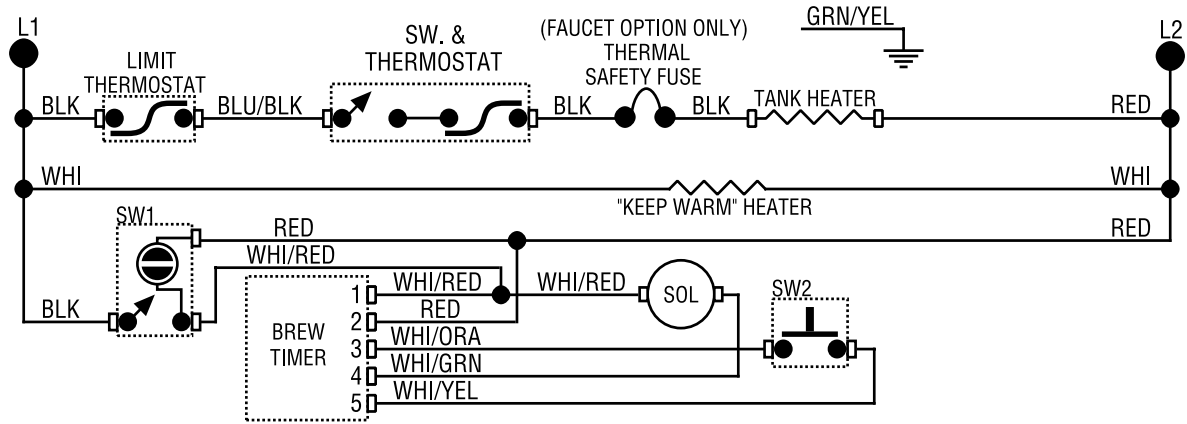 L1
LIMIT
THERMOSTAT
SW. &
THERMOSTAT
(FAUCET OPTION ONLY)
THERMAL
SAFETY FUSE
GRN/YEL
L2
BLK
BLU/BLK
BLK
BLK
TANK HEATER
RED
WHI
"KEEP WARM" HEATER
WHI
SW1
RED
RED
WHI/RED
BLK
BREW
TIMER
1
WHI/RED
WHI/RED
SOL
SW2
2
RED
3
WHI/ORA
4
WHI/GRN
5
WHI/YEL